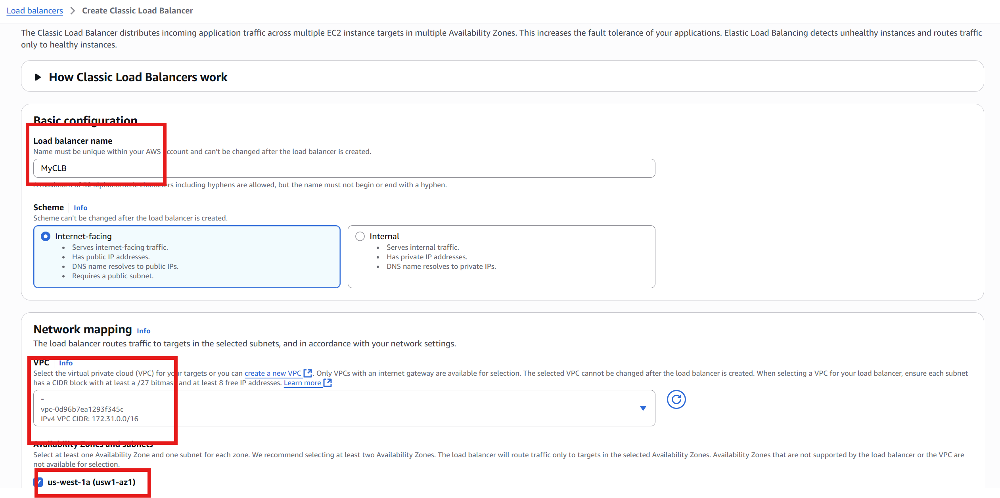 Load balancers > Create Classic Load Balancer
The Classic Load Balancer distributes incoming application traffic across multiple EC2 instance targets in multiple Availability Zones. This increases the fault tolerance of your applications. Elastic Load Balancing detects unhealthy instances and routes traffic
only to healthy instances.
How Classic Load Balancers work
Basic configuration
Load balancer name
Name must be unique within your AWS account and can't be changed after the load balancer is created.
MyCLB
A maximum of 32 alphanumeric characters including hyphens are allowed, but the name must not begin or end with a hyphen.
Scheme Info
Scheme can't be changed after the load balancer is created.
Internet-facing
• Serves internet-facing traffic.
• Has public IP addresses.
• DNS name resolves to public IPs.
• Requires a public subnet.
Internal
• Serves internal traffic.
• Has private IP addresses.
• DNS name resolves to private IPs.
Network mapping Info
The load balancer routes traffic to targets in the selected subnets, and in accordance with your network settings.
VPC Info
Select the virtual private cloud (VPC) for your targets or you can create a new VPC. Only VPCs with an internet gateway are available for selection. The selected VPC cannot be changed after the load balancer is created. When selecting a VPC for your load balancer, ensure each subnet
has a CIDR block with at least a /27 bitmask and at least 8 free IP addresses. Learn more
-
vpc-0d96b7ea1293f345c
IPv4 VPC CIDR: 172.31.0.0/16
Availability Zones and subnets
Select at least one Availability Zone and one subnet for each zone. We recommend selecting at least two Availability Zones. The load balancer will route traffic only to targets in the selected Availability Zones. Availability Zones that are not supported by the load balancer or the VPC are
not available for selection.
us-west-1a (usw1-az1)